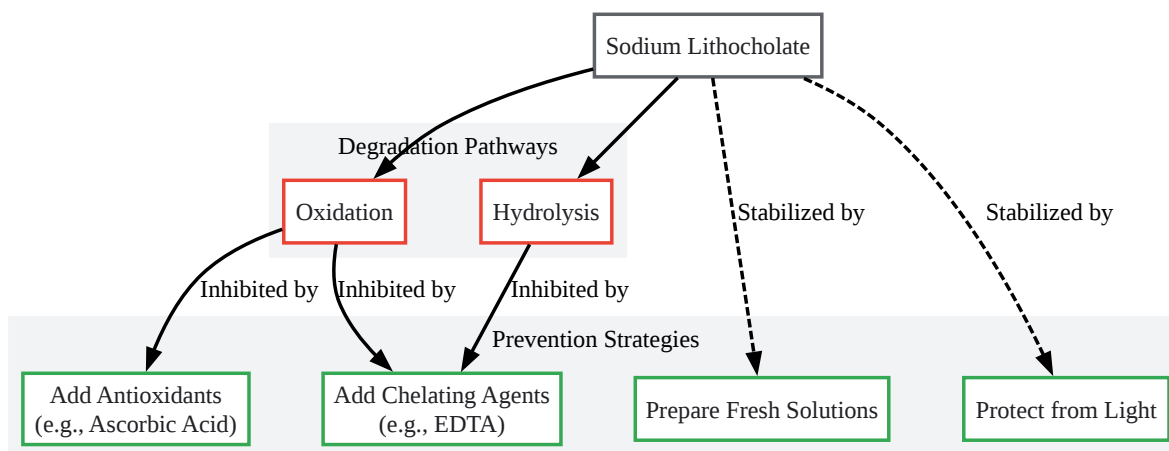 Sodium Lithocholate
Degradation Pathways
Oxidation
Hydrolysis
Stabilized by
Stabilized by
Inhibited by
Inhibited by
Inhibited by
Prevention Strategies
Add Antioxidants
(e.g., Ascorbic Acid)
Add Chelating Agents
(e.g., EDTA)
Prepare Fresh Solutions
Protect from Light